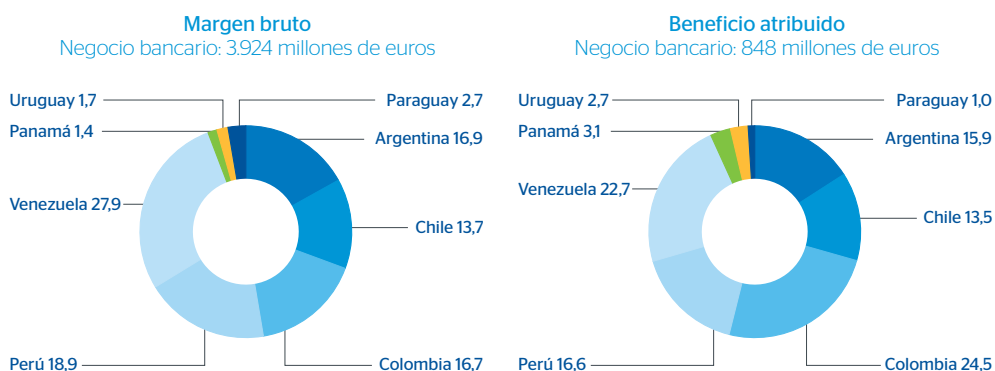 Margen bruto
Negocio bancario: 3.924 millones de euros
Uruguay 1,7
Paraguay 2,7
Panamá 1,4
Argentina 16,9
Venezuela 27,9
Chile 13,7
Perú 18,9
Colombia 16,7
Beneficio atribuido
Negocio bancario: 848 millones de euros
Uruguay 2,7
Paraguay 1,0
Panamá 3,1
Argentina 15,9
Venezuela 22,7
Chile 13,5
Perú 16,6
Colombia 24,5